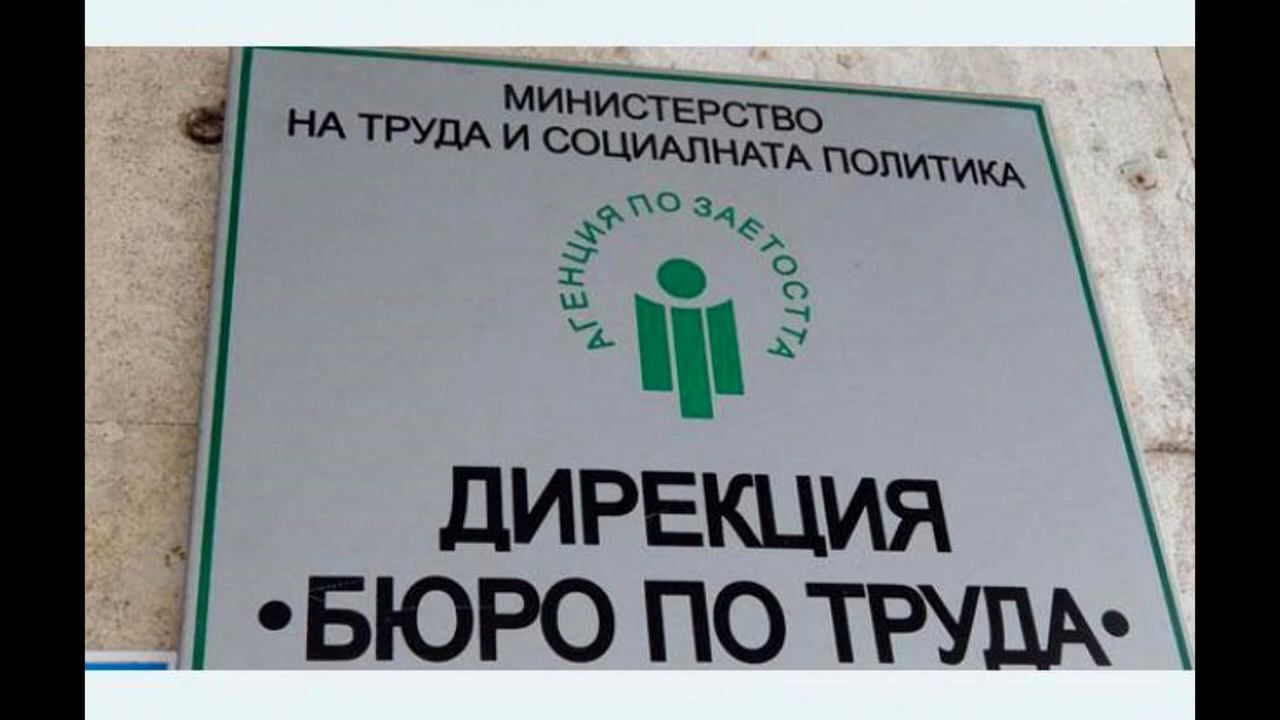 МИНИСТЕРСТВО
НА ТРУДА И СОЦИАЛНАТА ПОЛИТИКА
АГЕНЦИЯ ПО ЗАЕТОСТТА
ДИРЕКЦИЯ
•БЮРО ПО ТРУДА•